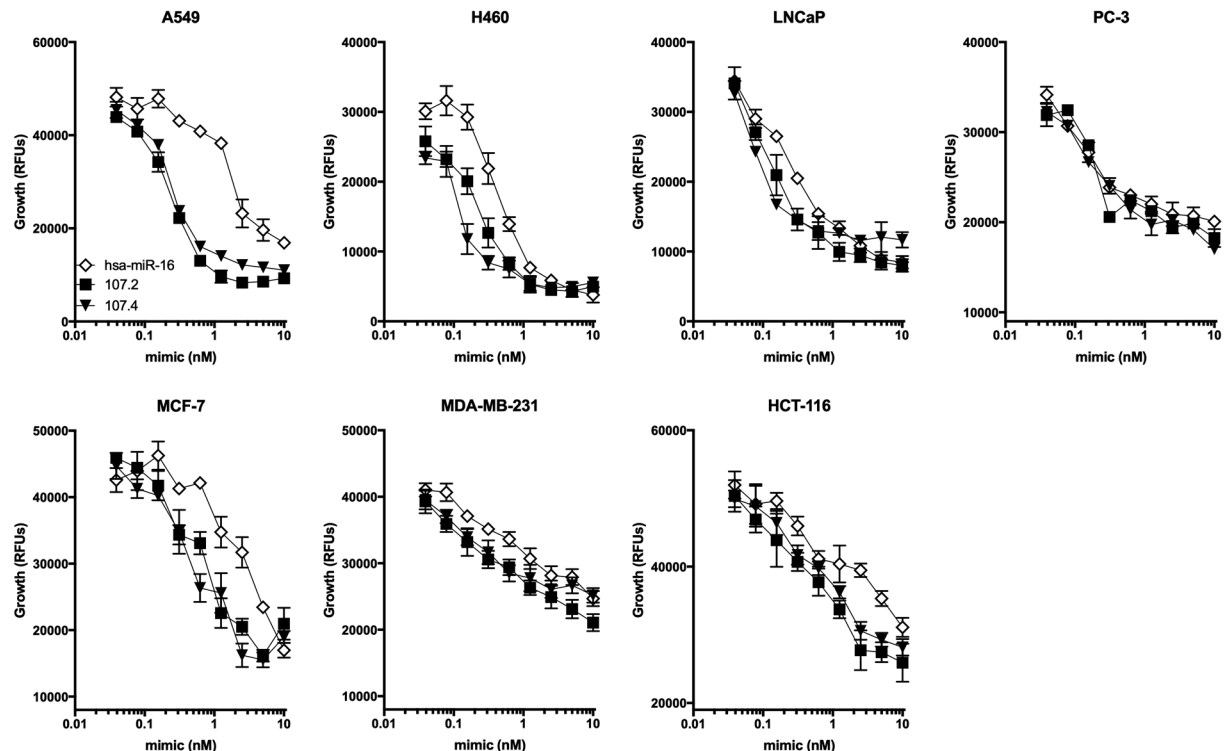 A549
60000
40000
20000
0
Growth (RFUs)
hsa-miR-16
107.2
107.4
0.01
0.1
1
10
mimic (nM)
H460
40000
30000
20000
10000
0
Growth (RFUs)
0.01
0.1
1
10
mimic (nM)
LNCaP
40000
30000
20000
10000
0
Growth (RFUs)
0.01
0.1
1
10
mimic (nM)
PC-3
40000
30000
20000
10000
Growth (RFUs)
0.01
0.1
1
10
mimic (nM)
MCF-7
50000
40000
30000
20000
10000
Growth (RFUs)
0.01
0.1
1
10
mimic (nM)
MDA-MB-231
50000
40000
30000
20000
10000
Growth (RFUs)
0.01
0.1
1
10
mimic (nM)
HCT-116
60000
40000
20000
Growth (RFUs)
0.01
0.1
1
10
mimic (nM)